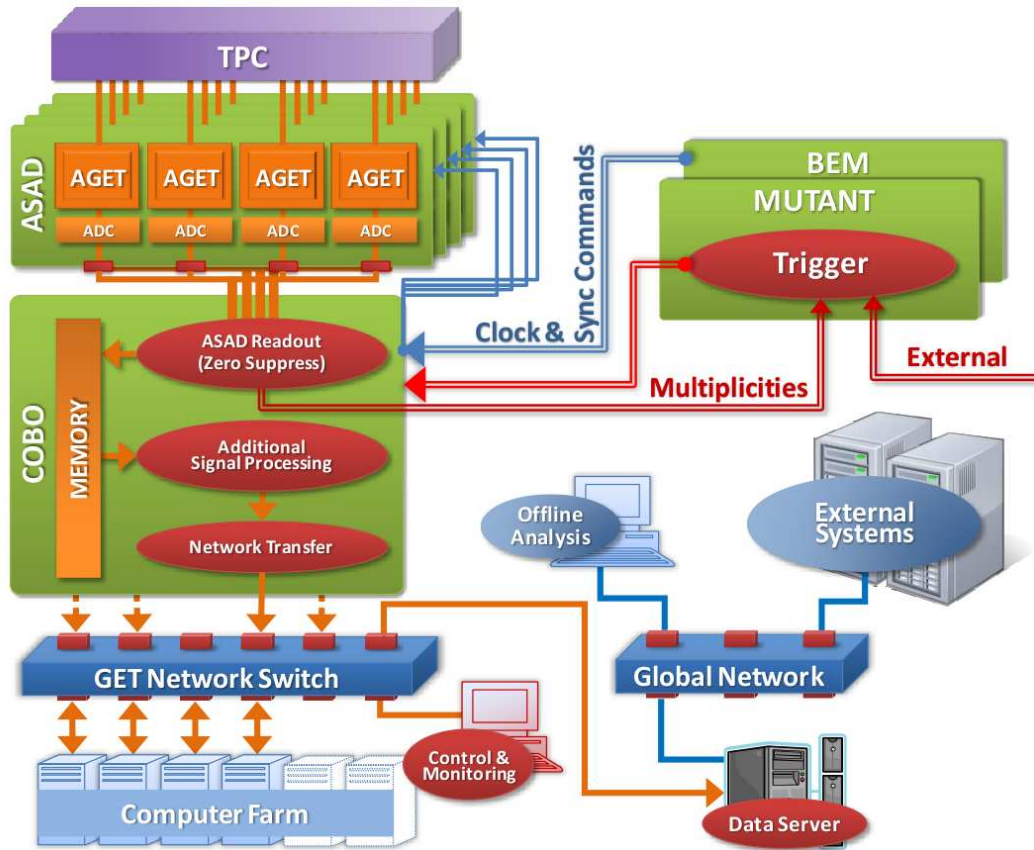 TPC
ASAD
AGET
AGET
AGET
AGET
ADC
ADC
ADC
ADC
BEM
MUTANT
Trigger
Clock &
Sync Commands
External
Multiplicities
COBO
MEMORY
ASAD Readout
(Zero Suppress)
Additional
Signal Processing
Network Transfer
Offline
Analysis
External
Systems
GET Network Switch
Global Network
Control &
Monitoring
Computer Farm
Data Server